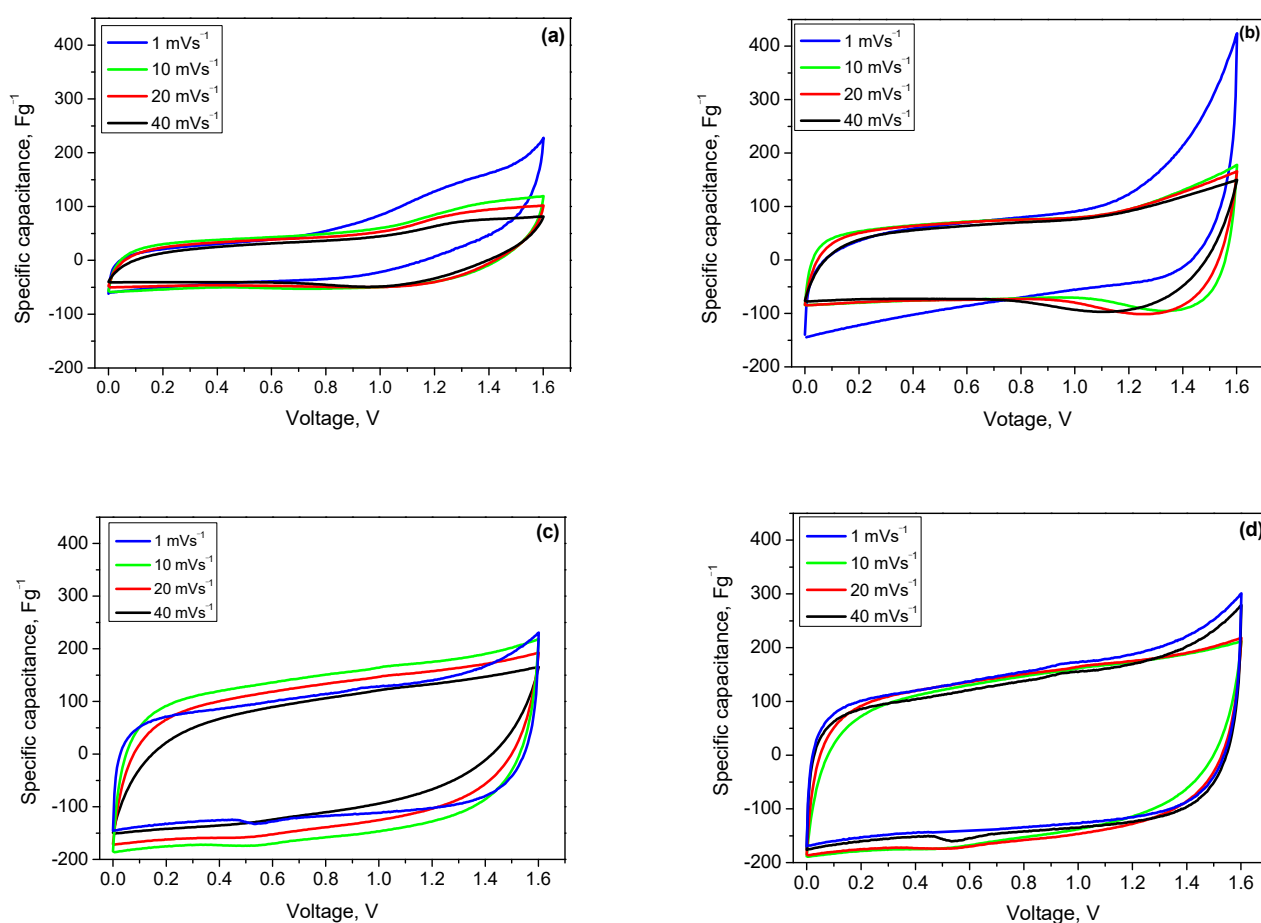 (a)
1 mVs⁻¹
10 mVs⁻¹
20 mVs⁻¹
40 mVs⁻¹
Specific capacitance, Fg⁻¹
400
300
200
100
0
-100
-200
0.0 0.2 0.4 0.6 0.8 1.0 1.2 1.4 1.6
Voltage, V
(b)
1 mVs⁻¹
10 mVs⁻¹
20 mVs⁻¹
40 mVs⁻¹
Specific capacitance, Fg⁻¹
400
300
200
100
0
-100
-200
0.0 0.2 0.4 0.6 0.8 1.0 1.2 1.4 1.6
Votage, V
(c)
1 mVs⁻¹
10 mVs⁻¹
20 mVs⁻¹
40 mVs⁻¹
Specific capacitance, Fg⁻¹
400
300
200
100
0
-100
-200
0.0 0.2 0.4 0.6 0.8 1.0 1.2 1.4 1.6
Voltage, V
(d)
1 mVs⁻¹
10 mVs⁻¹
20 mVs⁻¹
40 mVs⁻¹
Specific capacitance, Fg⁻¹
400
300
200
100
0
-100
-200
0.0 0.2 0.4 0.6 0.8 1.0 1.2 1.4 1.6
Voltage, V